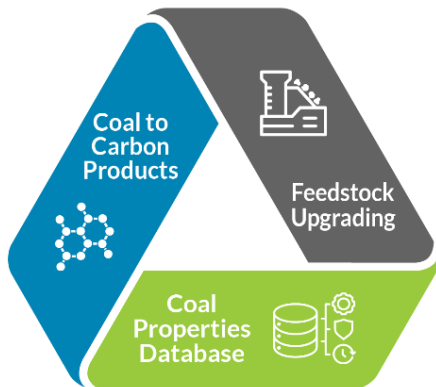 Coal to
Carbon
Products
Feedstock
Upgrading
Coal
Properties
Database